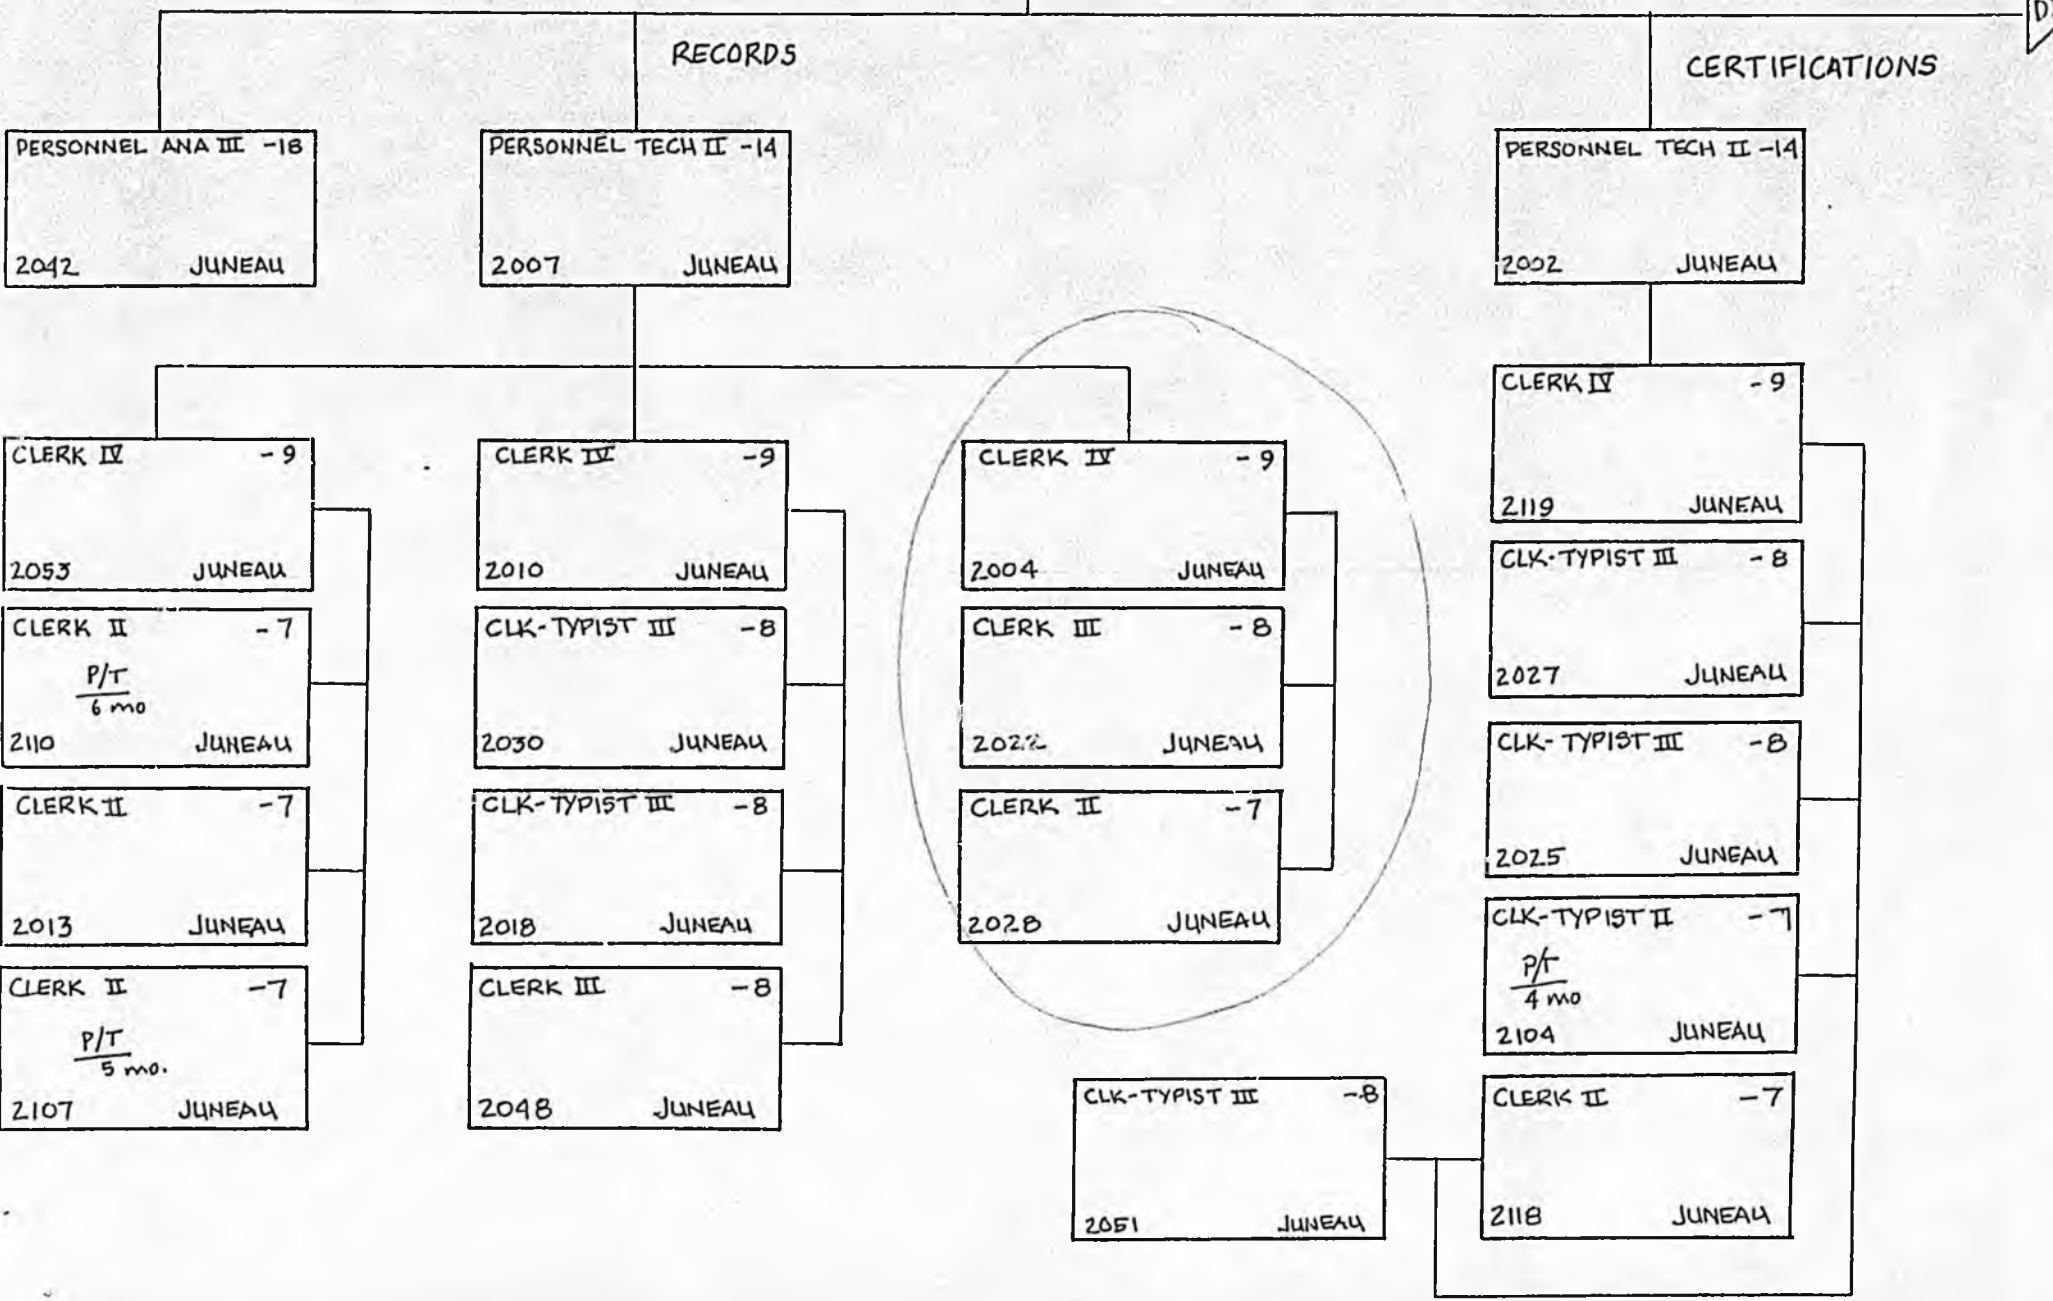 D
RECORDS
CERTIFICATIONS
PERSONNEL ANA III -18
2042 JUNEAU
PERSONNEL TECH II -14
2007 JUNEAU
PERSONNEL TECH II -14
2002 JUNEAU
CLERK IV -9
2053 JUNEAU
CLERK II -7
P/T
6 mo
2110 JUNEAU
CLERK II -7
2013 JUNEAU
CLERK II -7
P/T
5 mo.
2107 JUNEAU
CLERK IV -9
2010 JUNEAU
CLK-TYPIST III -8
2030 JUNEAU
CLK-TYPIST III -8
2018 JUNEAU
CLERK III -8
2048 JUNEAU
CLERK IV -9
2004 JUNEAU
CLERK III -8
2022 JUNEAU
CLERK II -7
2028 JUNEAU
CLERK IV -9
2119 JUNEAU
CLK-TYPIST III -8
2027 JUNEAU
CLK-TYPIST III -8
2025 JUNEAU
CLK-TYPIST II -7
P/T
4 mo
2104 JUNEAU
CLK-TYPIST III -8
2051 JUNEAU
CLERK II -7
2118 JUNEAU